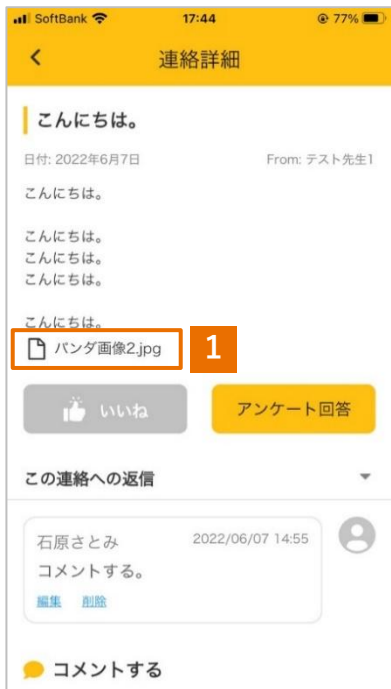 SoftBank 17:44 77%
連絡詳細
こんにちは。
日付: 2022年6月7日 From: テスト先生1
こんにちは。
こんにちは。
こんにちは。
こんにちは。
こんにちは。
パンダ画像2.jpg 1
いいね アンケート回答
この連絡への返信
石原さとみ 2022/06/07 14:55
コメントする。
編集 削除
コメントする